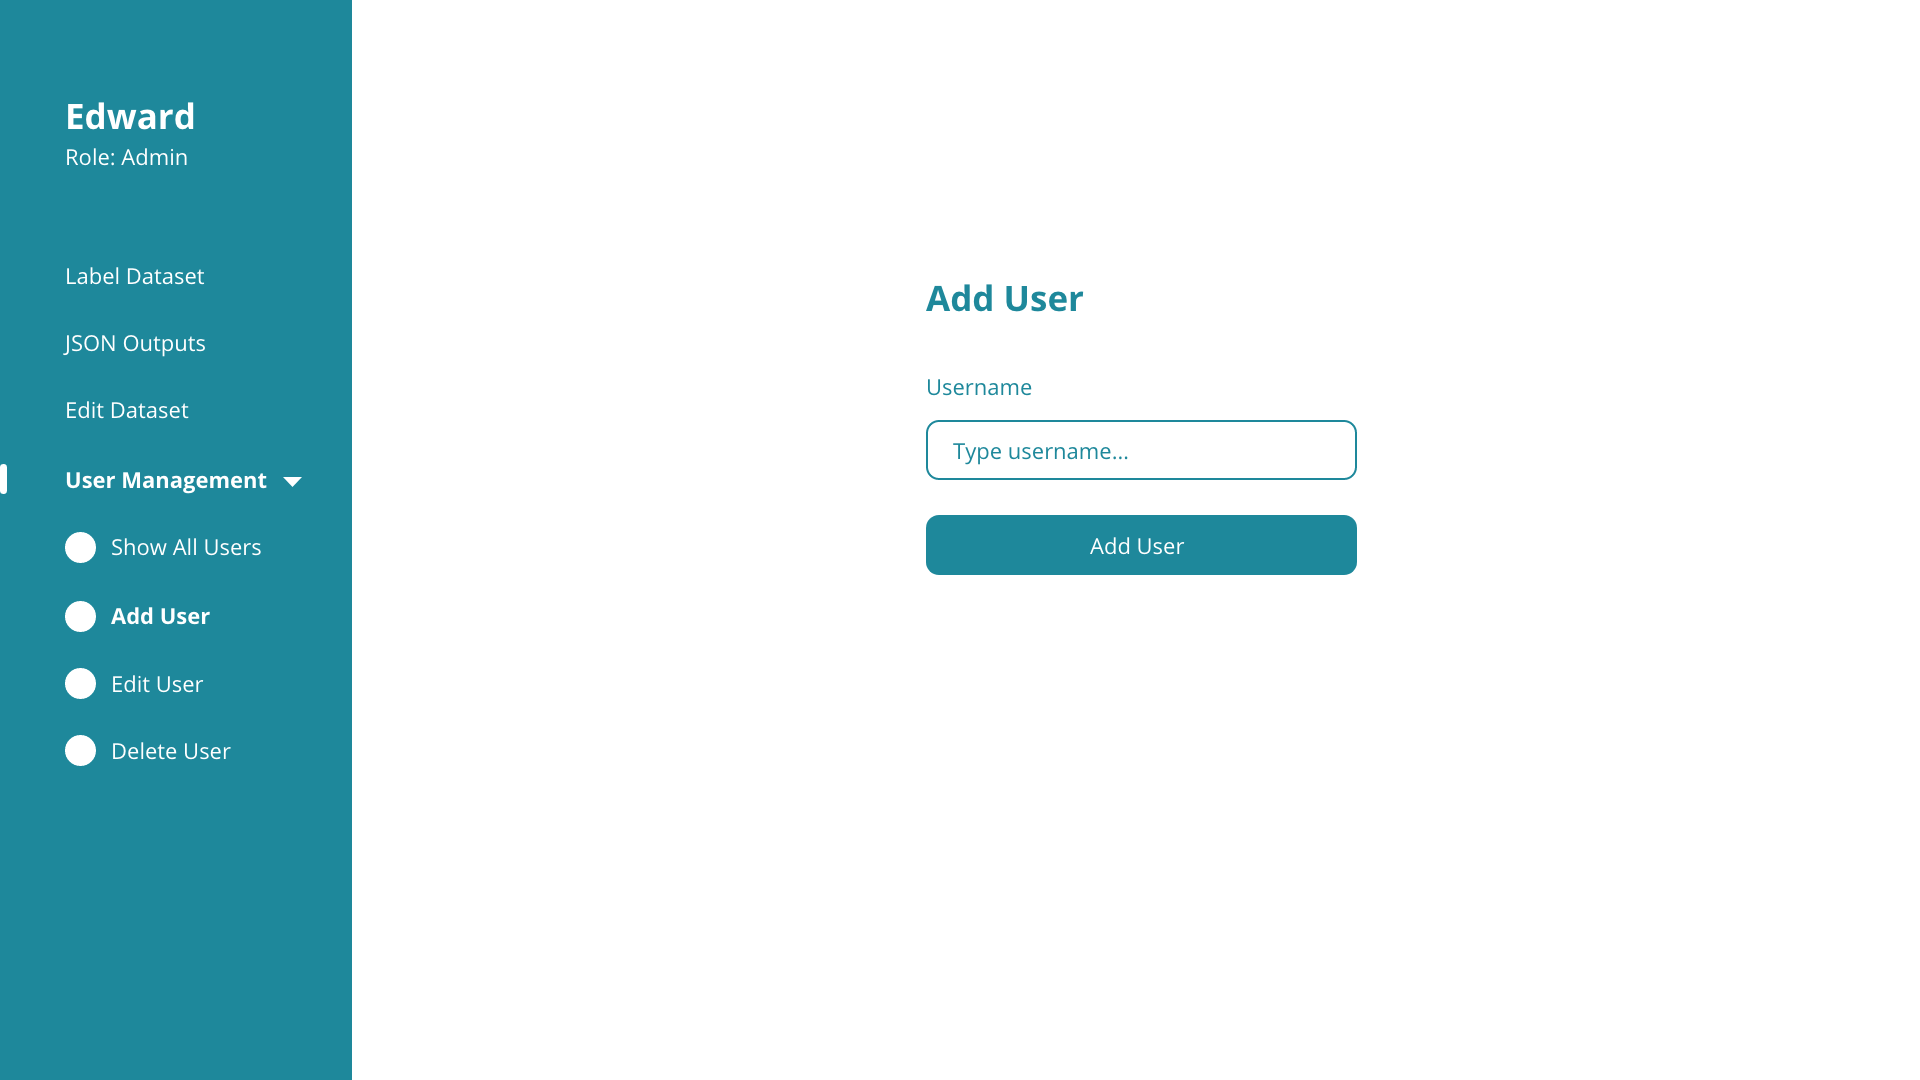 Edward
Role: Admin
Label Dataset
JSON Outputs
Edit Dataset
User Management
Show All Users
Add User
Edit User
Delete User
Add User
Username
Type username...
Add User